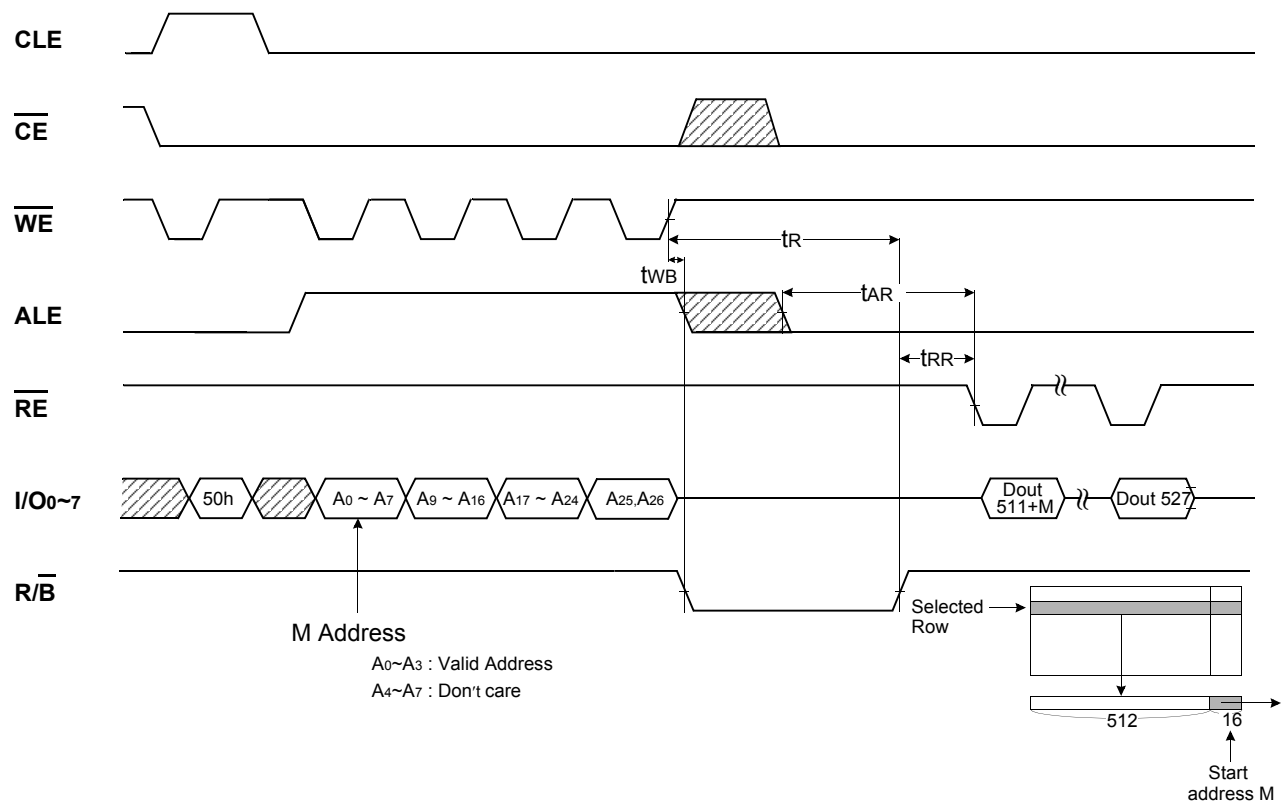 CLE
CE
WE
tR
tWB
ALE
tAR
tRR
RE
I/O0~7
50h
A0 ~ A7
A9 ~ A16
A17 ~ A24
A25,A26
Dout
511+M
Dout 527
R/B
M Address
A0~A3 : Valid Address
A4~A7 : Don't care
Selected
Row
512
16
Start
address M